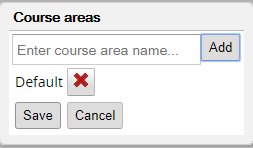 Course areas
Enter course area name... Add
Default
Save Cancel